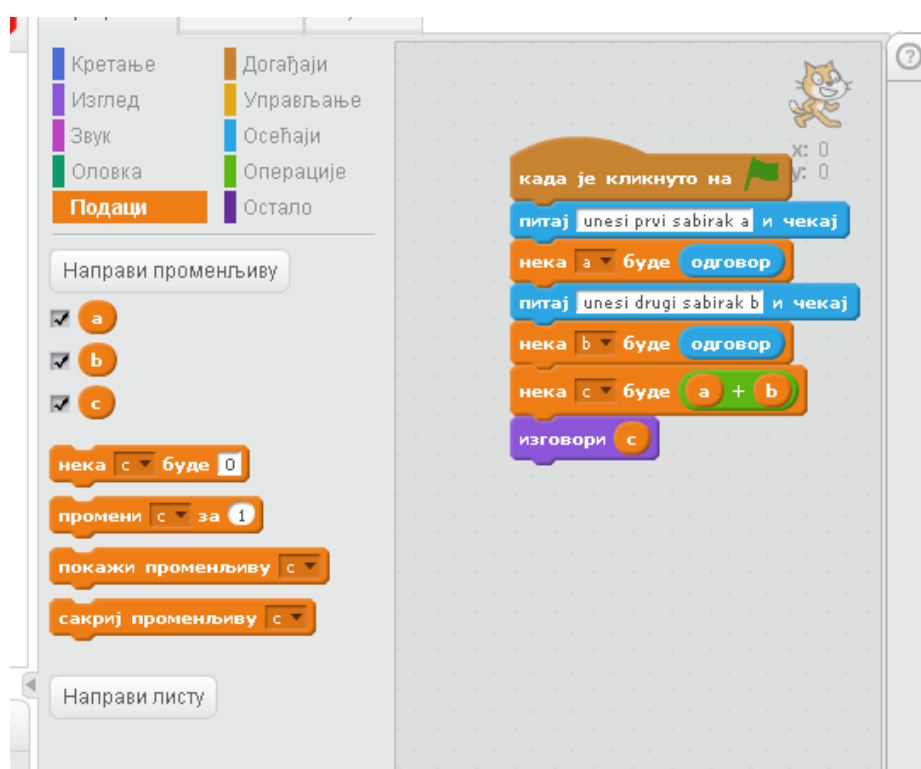 Кретање
Догађаји
Изглед
Управљање
Звук
Осећаји
Оловка
Операције
Подаци
Остало
Направи променљиву
a
b
c
нека c буде 0
промени c за 1
покажи променљиву c
сакриј променљиву c
Направи листу
x: 0
y: 0
када је кликнуто на
питај unesi prvi sabirak a и чекај
нека a буде одговор
питај unesi drugi sabirak b и чекај
нека b буде одговор
нека c буде a + b
изговори c
?